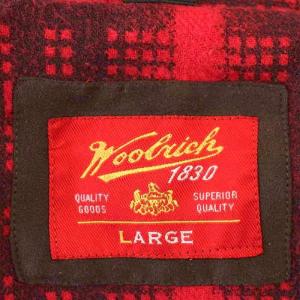 Woolrich
1830
QUALITY GOODS
SUPERIOR QUALITY
LARGE